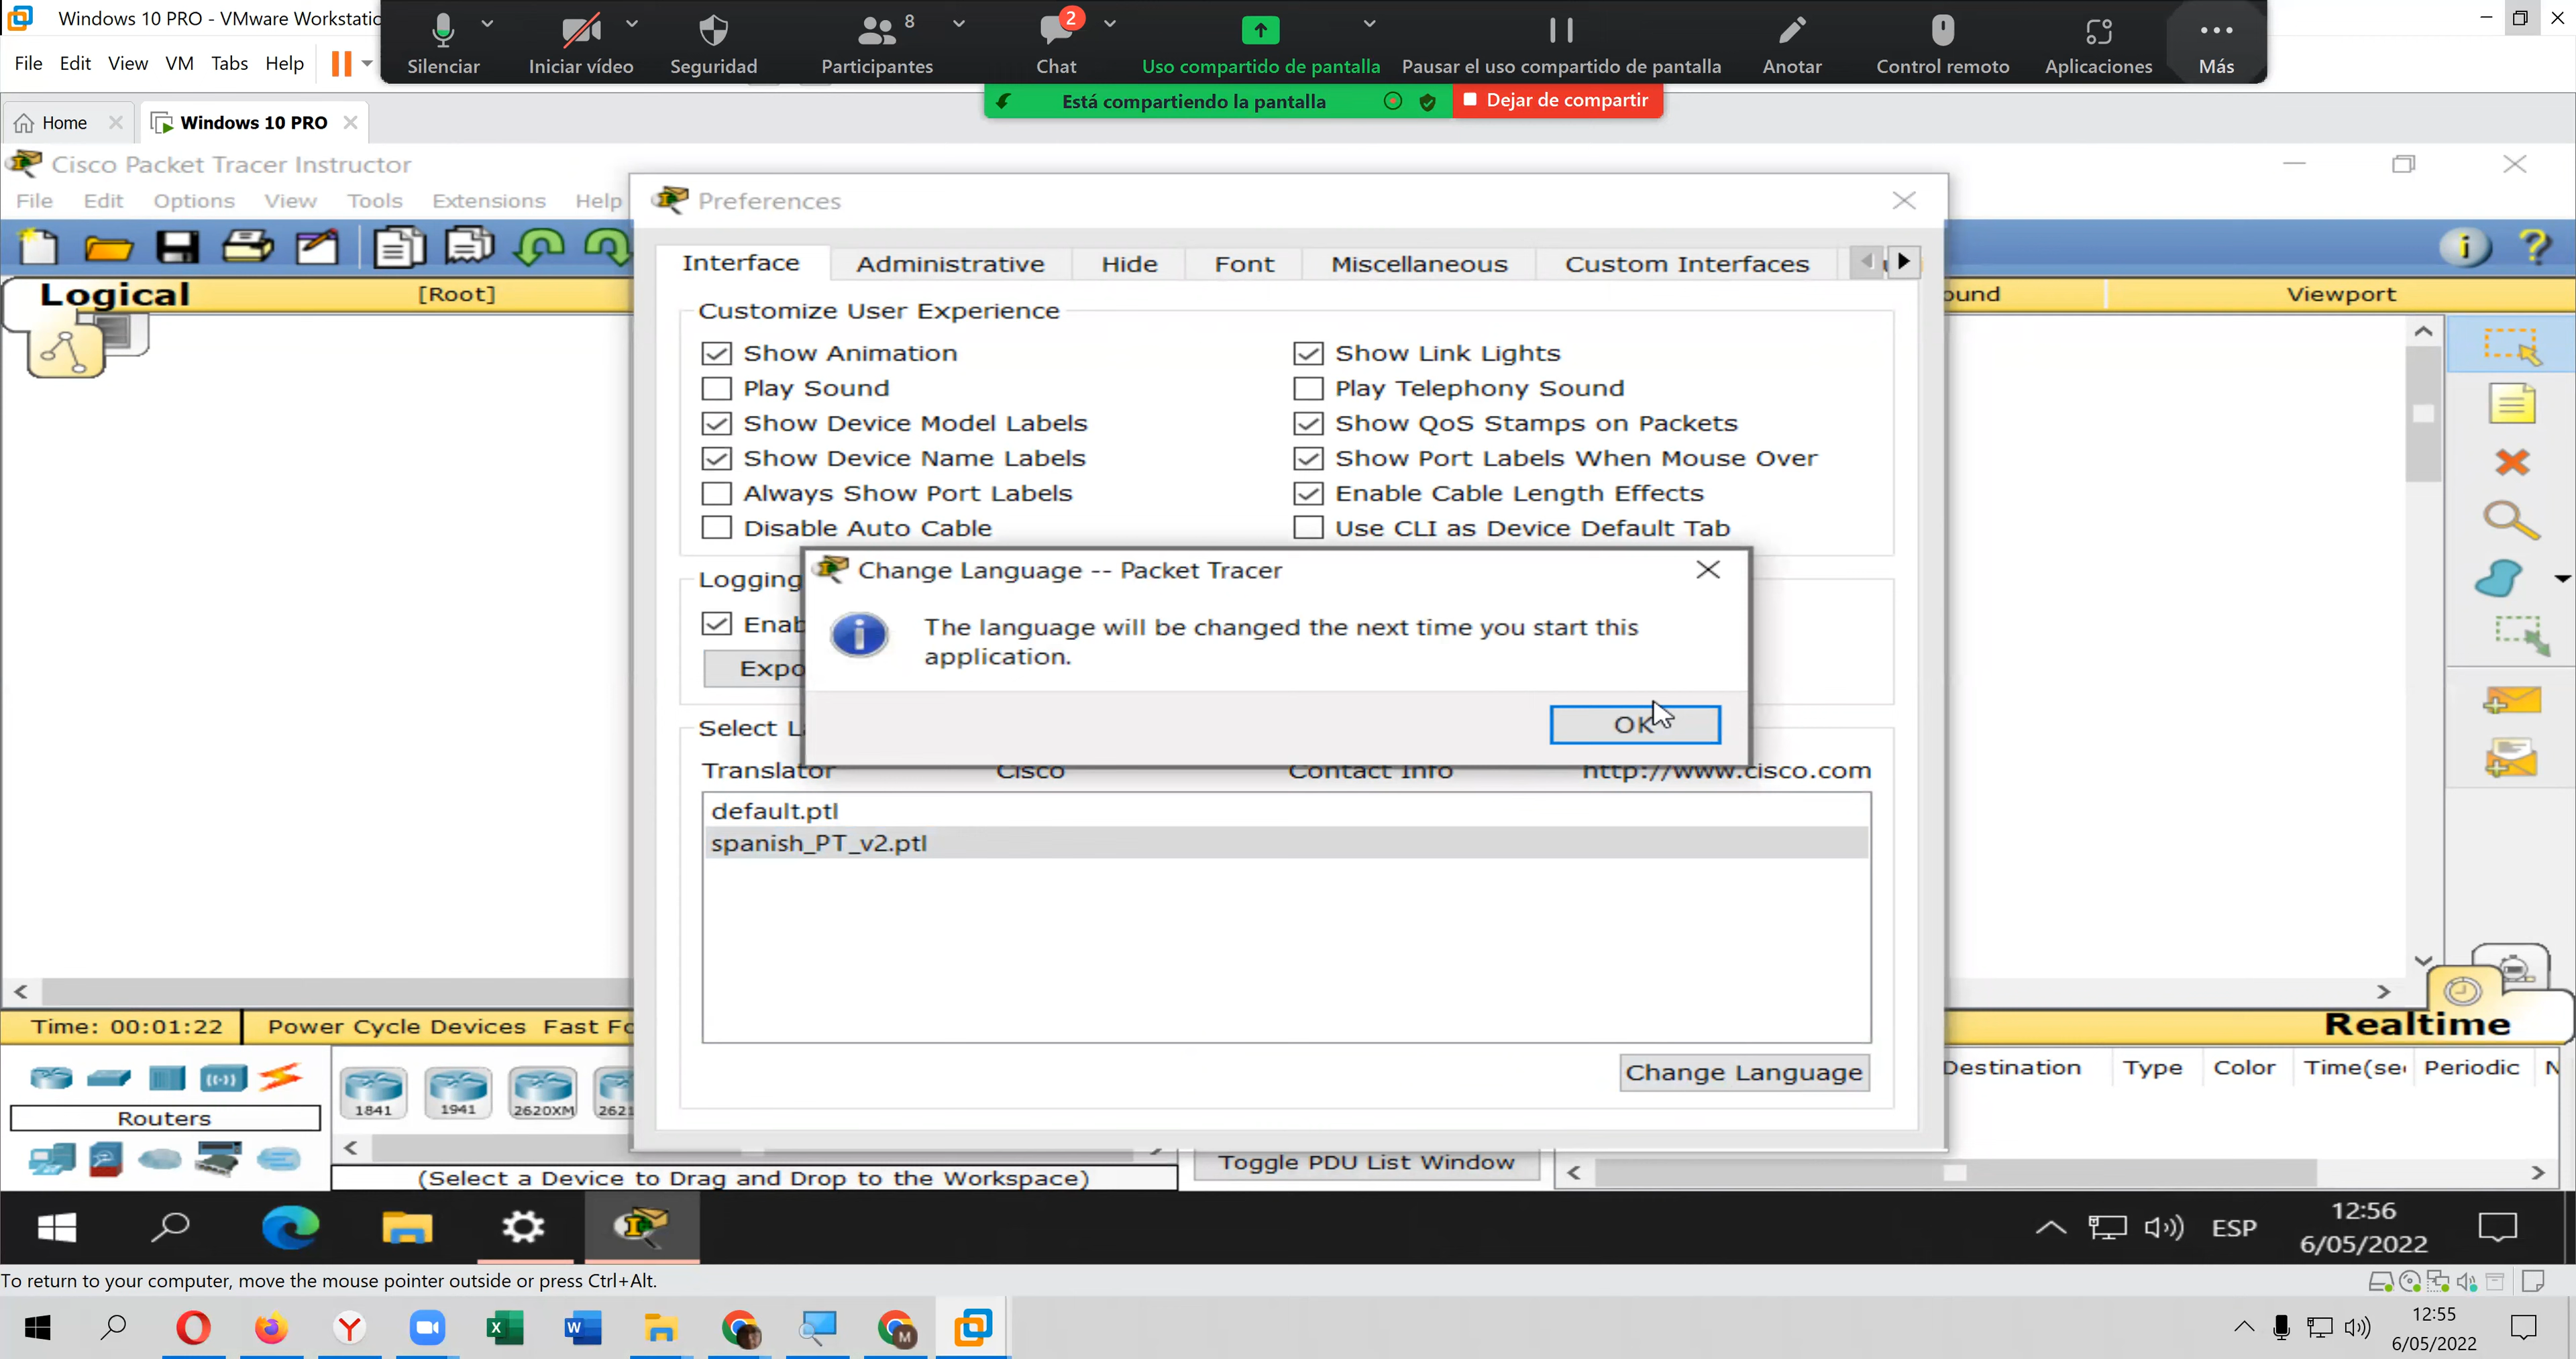 Windows 10 PRO - VMware Workstatio
Silenciar
Iniciar vídeo
Seguridad
8
Participantes
2
Chat
Uso compartido de pantalla
Pausar el uso compartido de pantalla
Anotar
Control remoto
Aplicaciones
Más
File Edit View VM Tabs Help
Está compartiendo la pantalla
Dejar de compartir
Home
Windows 10 PRO
Cisco Packet Tracer Instructor
File Edit Options View Tools Extensions Help
Preferences
Interface Administrative Hide Font Miscellaneous Custom Interfaces
Logical
[Root]
ound
Viewport
Customize User Experience
Show Animation
Show Link Lights
Play Sound
Play Telephony Sound
Show Device Model Labels
Show QoS Stamps on Packets
Show Device Name Labels
Show Port Labels When Mouse Over
Always Show Port Labels
Enable Cable Length Effects
Disable Auto Cable
Use CLI as Device Default Tab
Logging
Enab
Expo
Change Language -- Packet Tracer
The language will be changed the next time you start this
application.
OK
Select La
Translator Cisco Contact Info http://www.cisco.com
default.ptl
spanish_PT_v2.ptl
Change Language
Time: 00:01:22
Power Cycle Devices Fast Fo
Realtime
Routers
1841
1941
2620XM
2621
(Select a Device to Drag and Drop to the Workspace)
Toggle PDU List Window
Destination Type Color Time(sec Periodic N
ESP
12:56
6/05/2022
To return to your computer, move the mouse pointer outside or press Ctrl+Alt.
12:55
6/05/2022